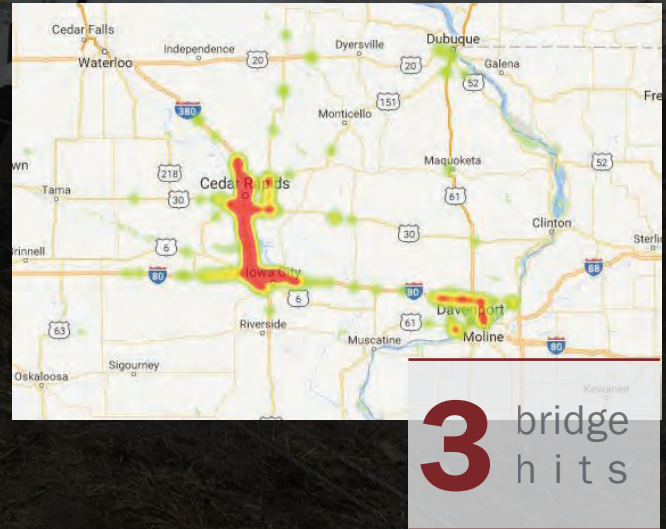 Cedar Falls
Waterloo
Independence
20
Dyersville
Dubuque
20
Galena
52
380
151
Monticello
Fre
wn
218
Cedar Rapids
Maquoketa
52
Tama
30
61
Clinton
rinnell
6
30
Sterlin
80
Iowa City
6
80
88
Davenport
63
Riverside
61
Moline
Muscatine
80
Oskaloosa
Sigourney
Kewanee
3 bridge
hits